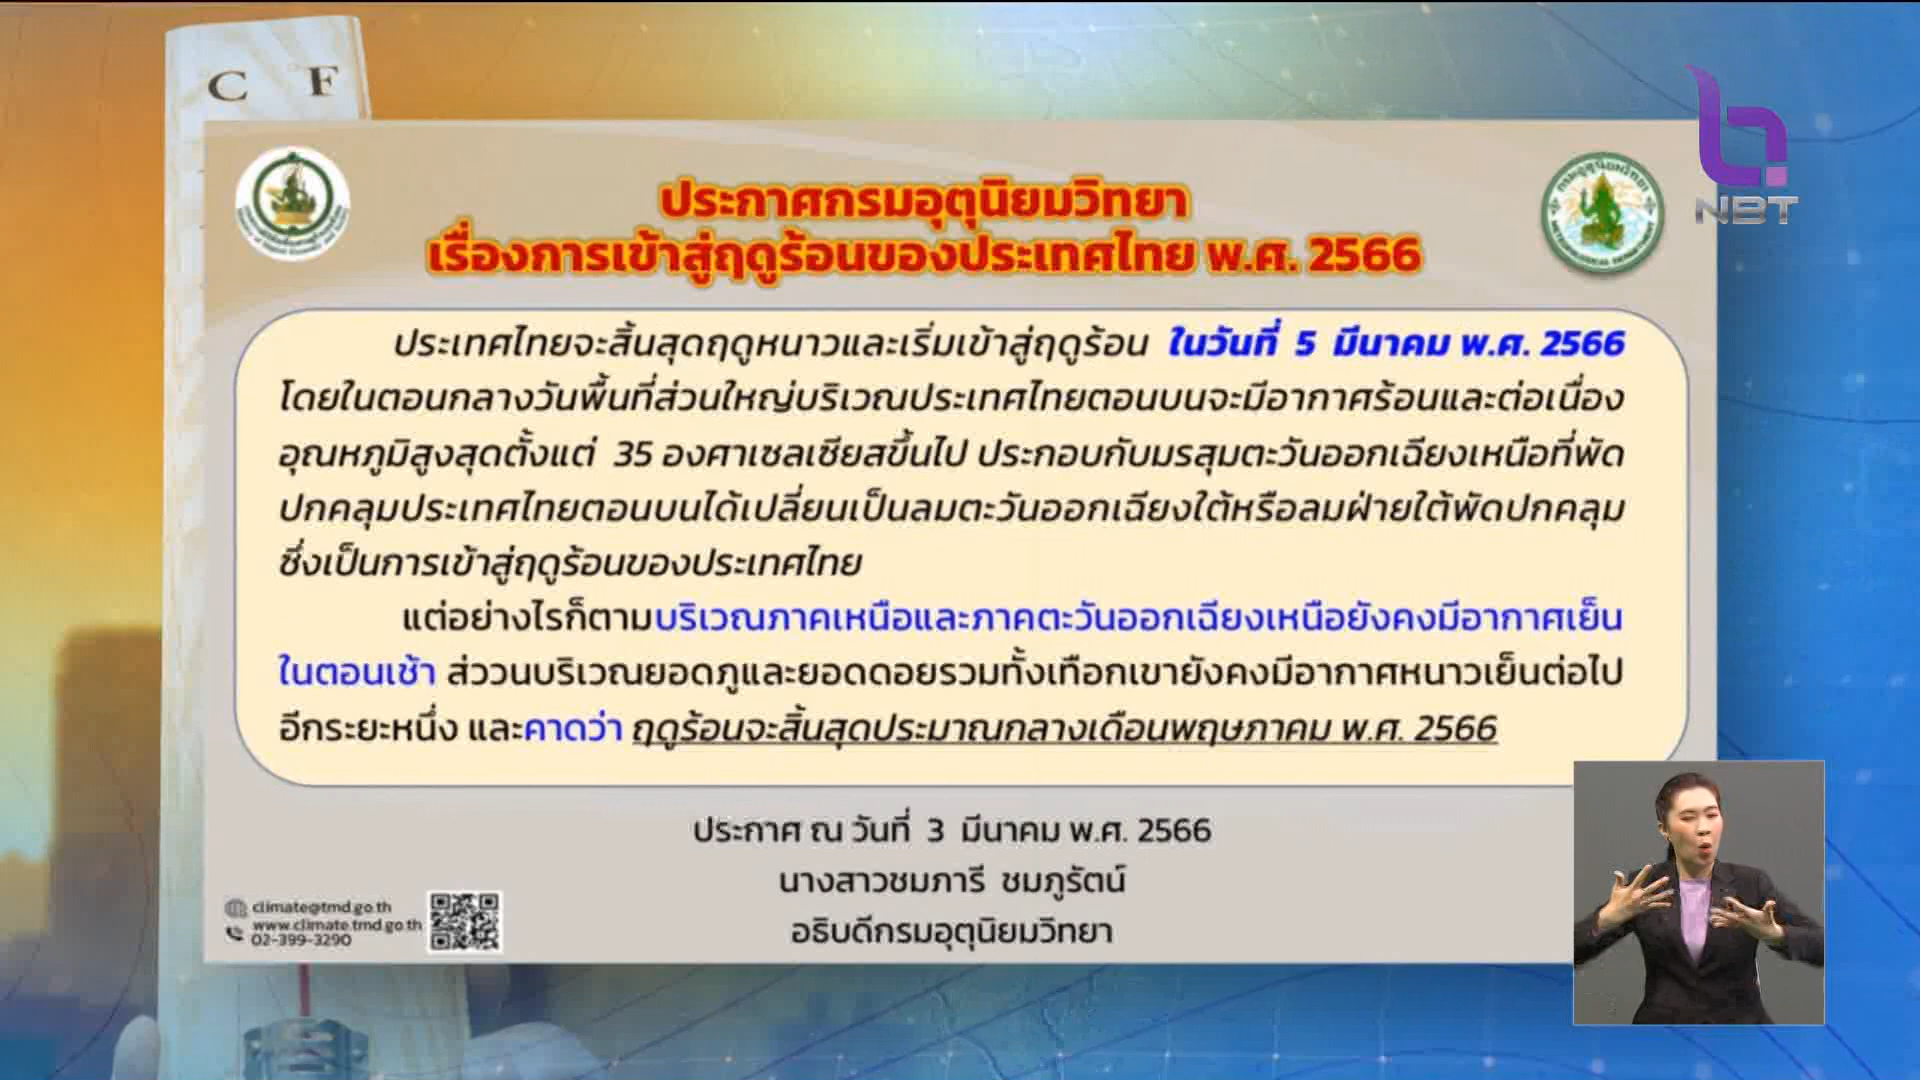 C F
NBT
กรมอุตุนิยมวิทยา
METEOROLOGICAL DEPARTMENT
ประกาศกรมอุตุนิยมวิทยา
เรื่องการเข้าสู่ฤดูร้อนของประเทศไทย พ.ศ. 2566
ประเทศไทยจะสิ้นสุดฤดูหนาวและเริ่มเข้าสู่ฤดูร้อน ในวันที่ 5 มีนาคม พ.ศ. 2566
โดยในตอนกลางวันพื้นที่ส่วนใหญ่บริเวณประเทศไทยตอนบนจะมีอากาศร้อนและต่อเนื่อง
อุณหภูมิสูงสุดตั้งแต่ 35 องศาเซลเซียสขึ้นไป ประกอบกับมรสุมตะวันออกเฉียงเหนือที่พัด
ปกคลุมประเทศไทยตอนบนได้เปลี่ยนเป็นลมตะวันออกเฉียงใต้หรือลมฝ่ายใต้พัดปกคลุม
ซึ่งเป็นการเข้าสู่ฤดูร้อนของประเทศไทย
แต่อย่างไรก็ตามบริเวณภาคเหนือและภาคตะวันออกเฉียงเหนือยังคงมีอากาศเย็น
ในตอนเช้า ส่ววนบริเวณยอดภูและยอดดอยรวมทั้งเทือกเขายังคงมีอากาศหนาวเย็นต่อไป
อีกระยะหนึ่ง และคาดว่า ฤดูร้อนจะสิ้นสุดประมาณกลางเดือนพฤษภาคม พ.ศ. 2566
ประกาศ ณ วันที่ 3 มีนาคม พ.ศ. 2566
นางสาวชมภารี ชมภูรัตน์
อธิบดีกรมอุตุนิยมวิทยา
climate@tmd.go.th
www.climate.tmd.go.th
02-399-3290